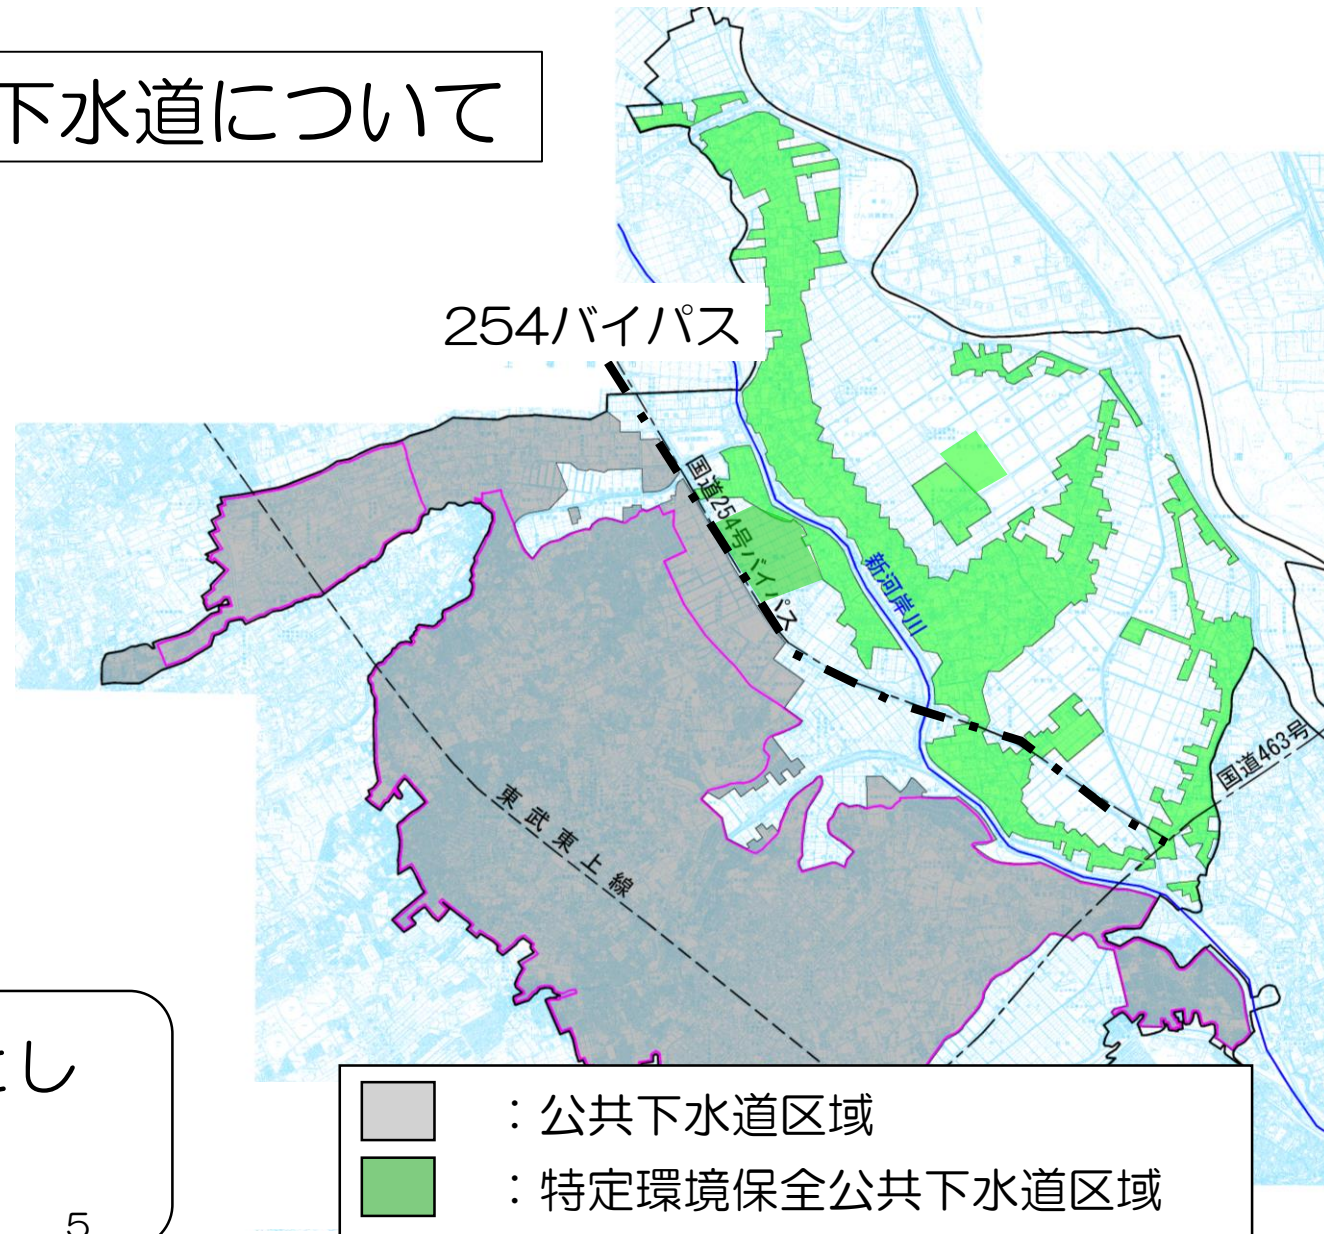 下水道について
254バイパス
国道254号バイパス
新河岸川
国道463号
東武東上線
とし
5
：公共下水道区域
：特定環境保全公共下水道区域